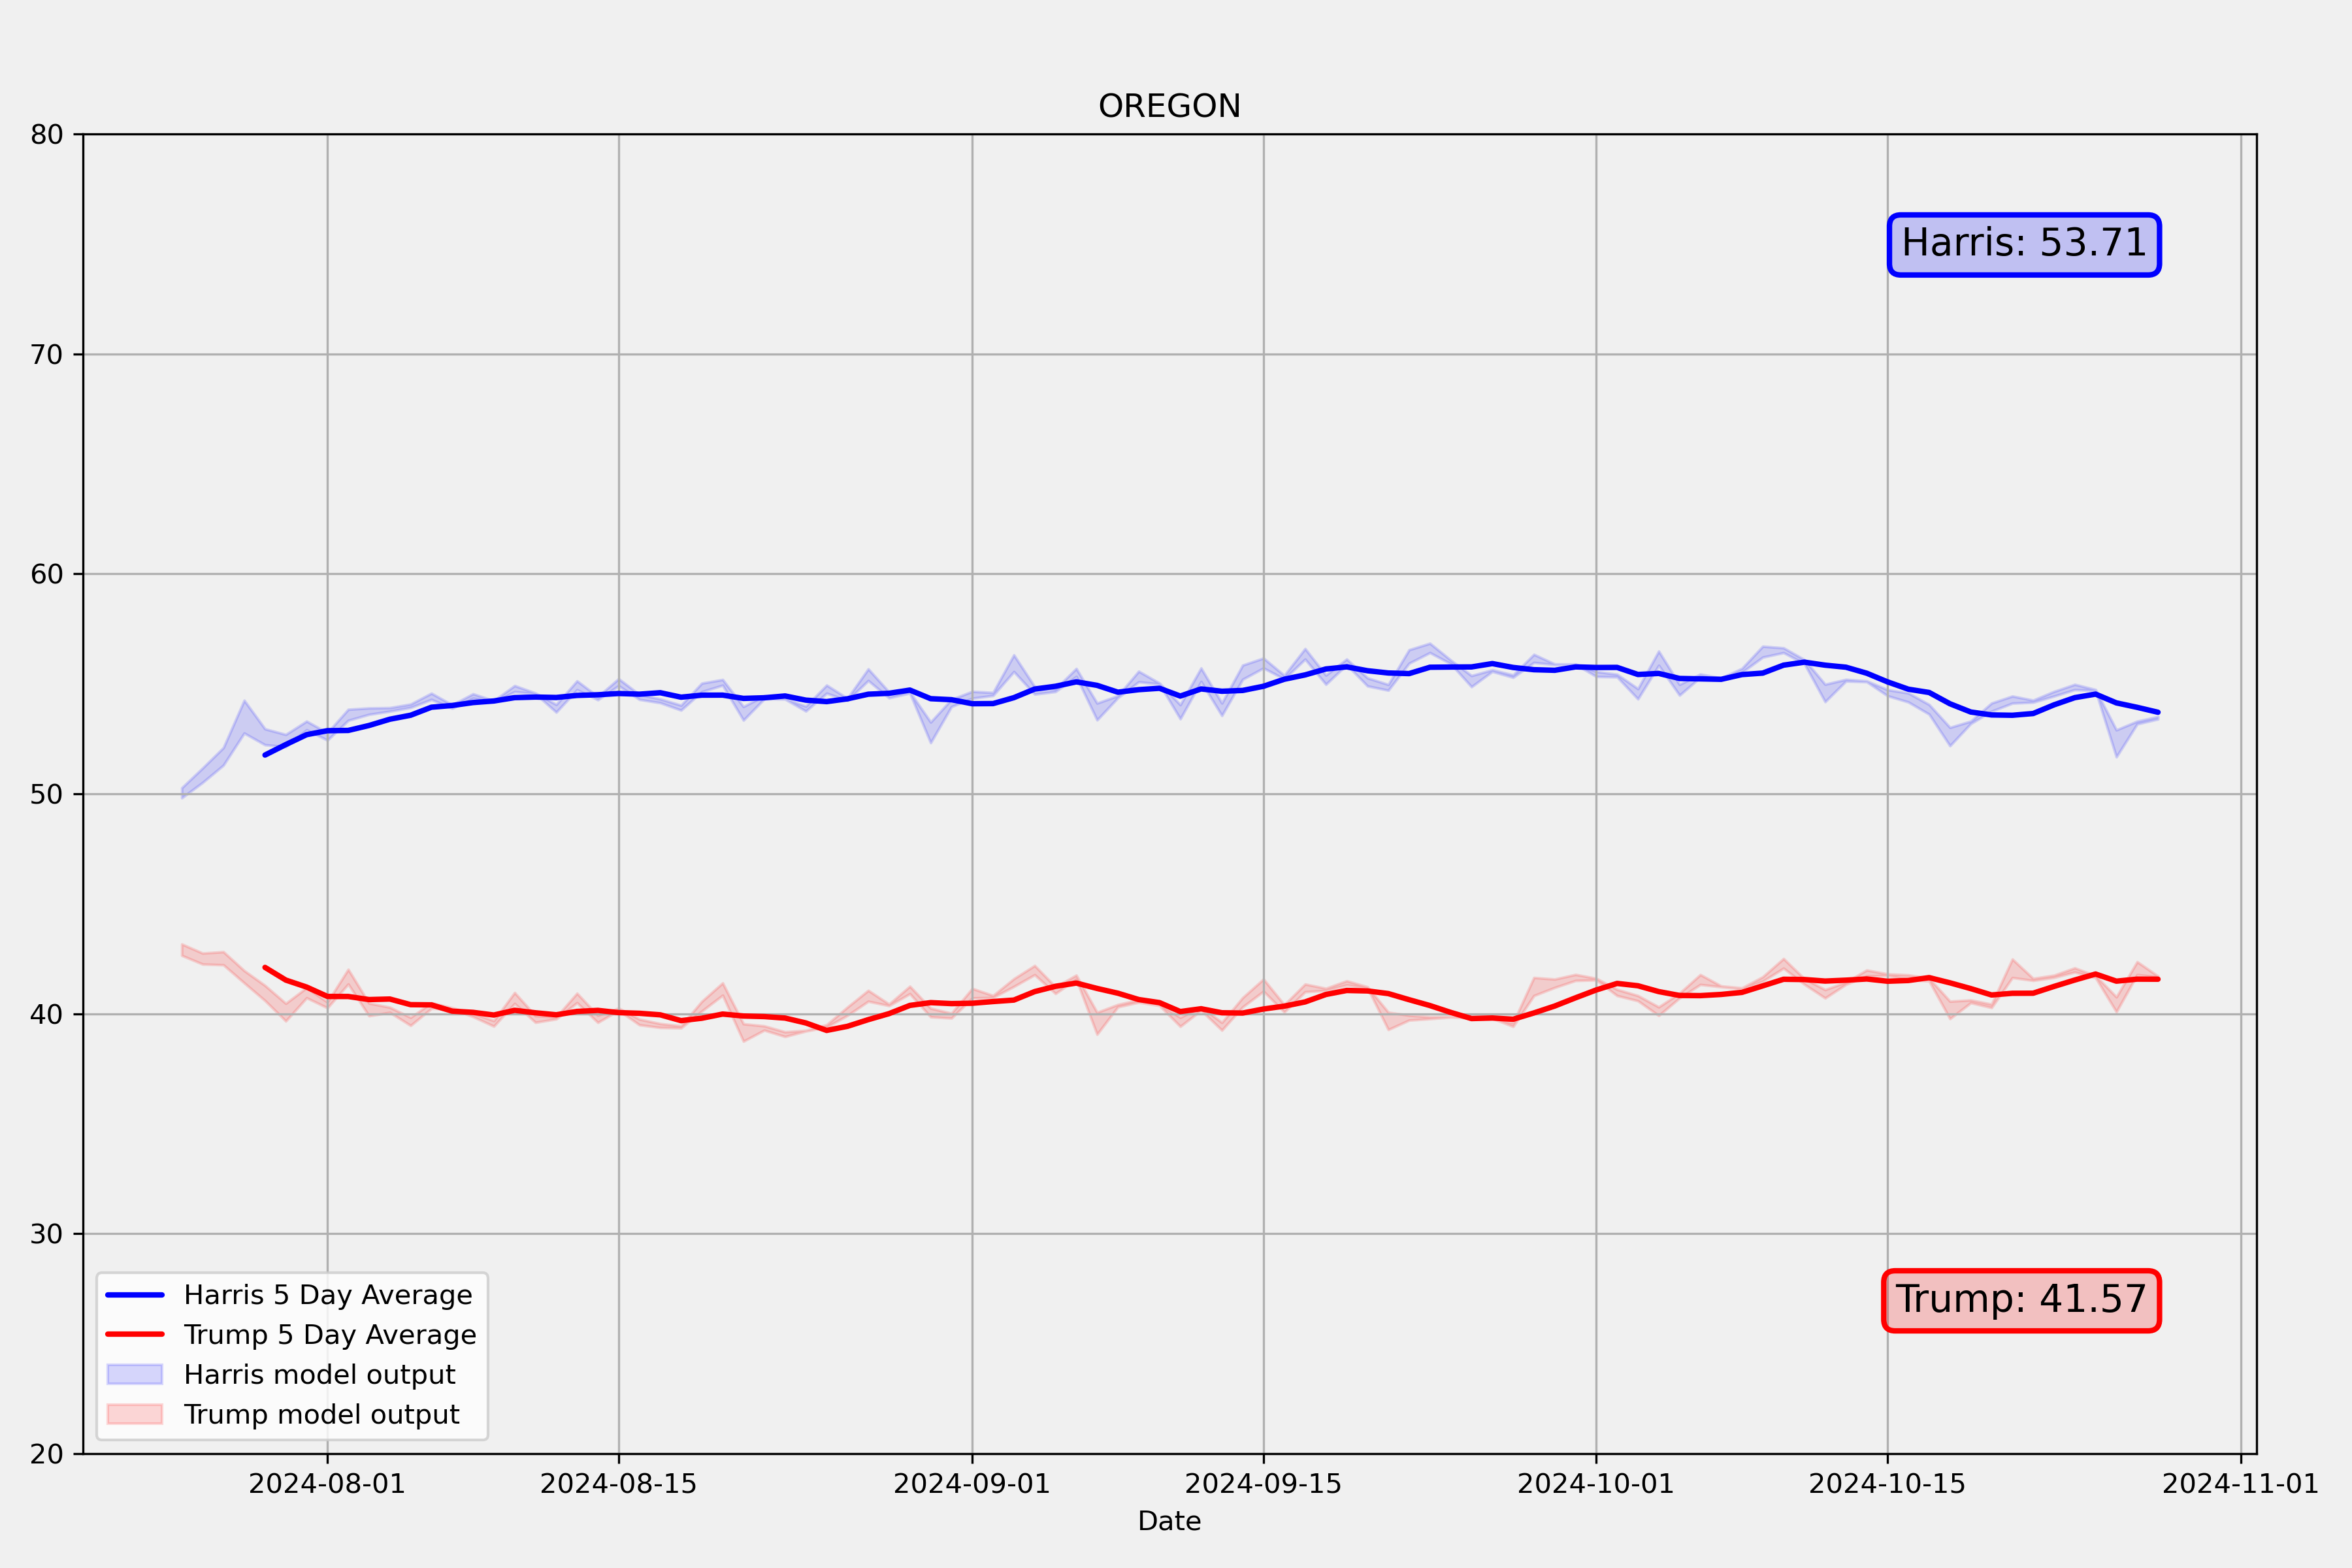 OREGON
80
70
60
50
40
30
20
Harris: 53.71
Trump: 41.57
Harris 5 Day Average
Trump 5 Day Average
Harris model output
Trump model output
2024-08-01 2024-08-15 2024-09-01 2024-09-15 2024-10-01 2024-10-15 2024-11-01
Date